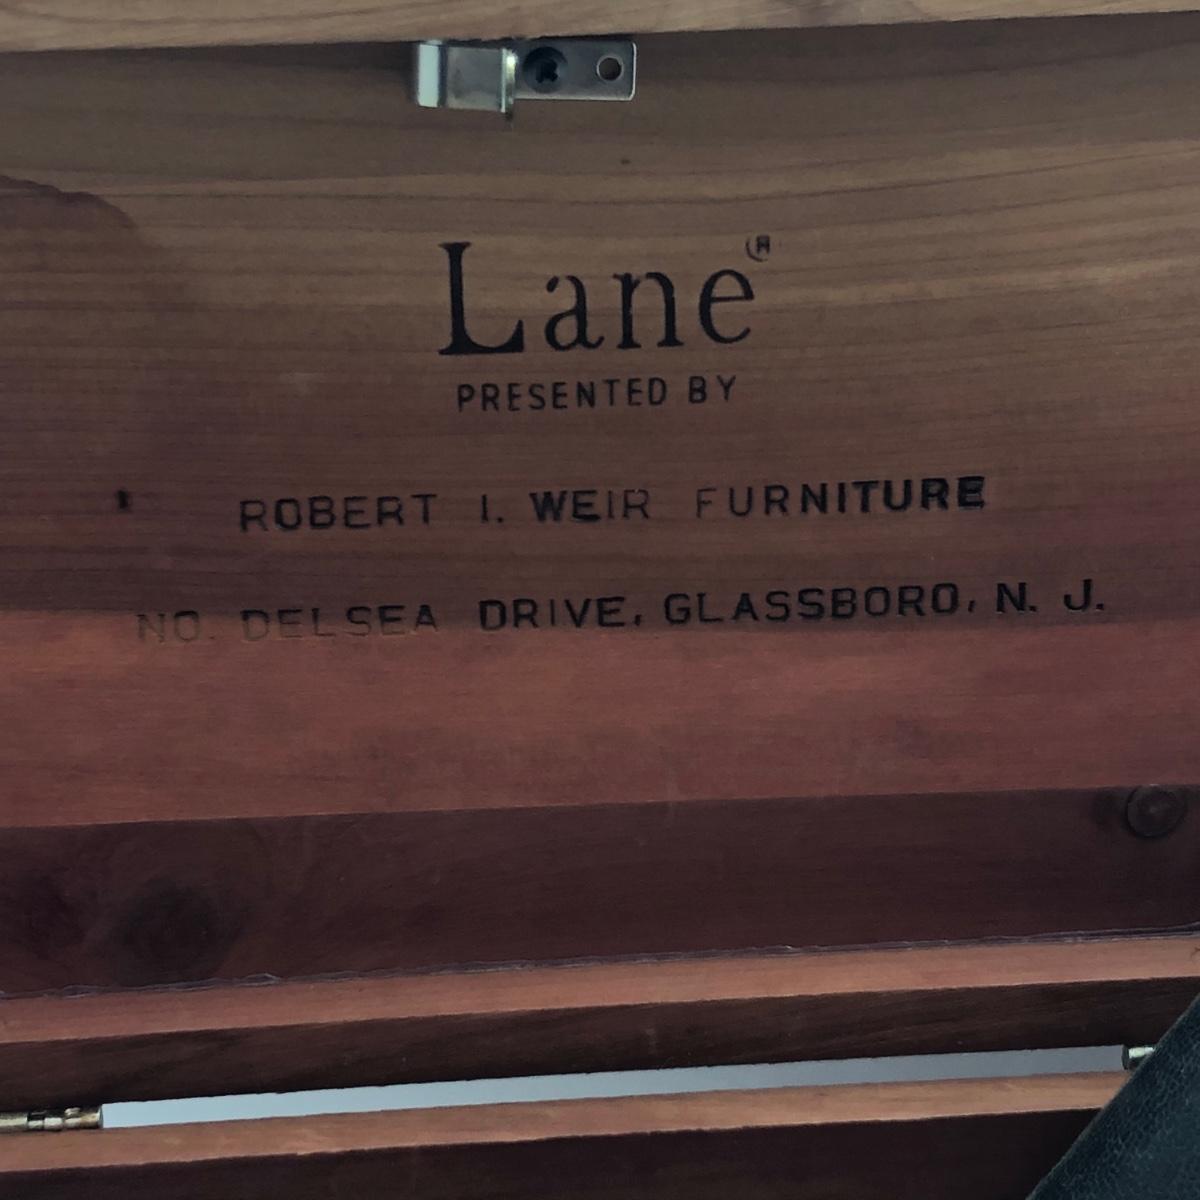 Lane®
PRESENTED BY
ROBERT I. WEIR FURNITURE
NO. DELSEA DRIVE, GLASSBORO, N. J.